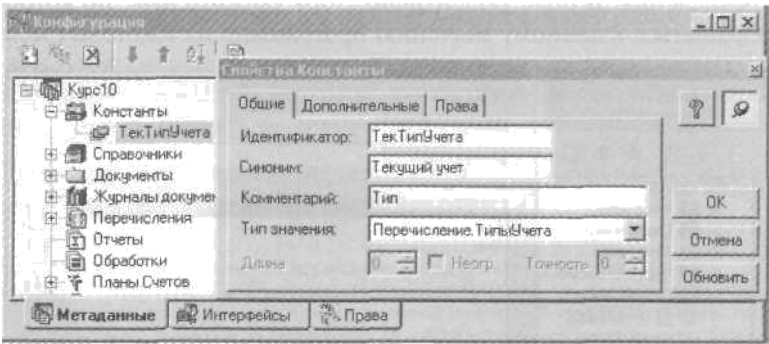 Конфигурация
Свойства Константы
Курс10
Константы
ТекТипУчета
Справочники
Документы
Журналы докумен
Перечисления
Отчеты
Обработки
Планы Счетов
Общие Дополнительные Права
Идентификатор: ТекТипУчета
Синоним: Текущий учет
Комментарий: Тип
Тип значения: Перечисление.ТипыУчета
Длина 0 Неогр. Точность 0
OK
Отмена
Обновить
Метаданные Интерфейсы Права